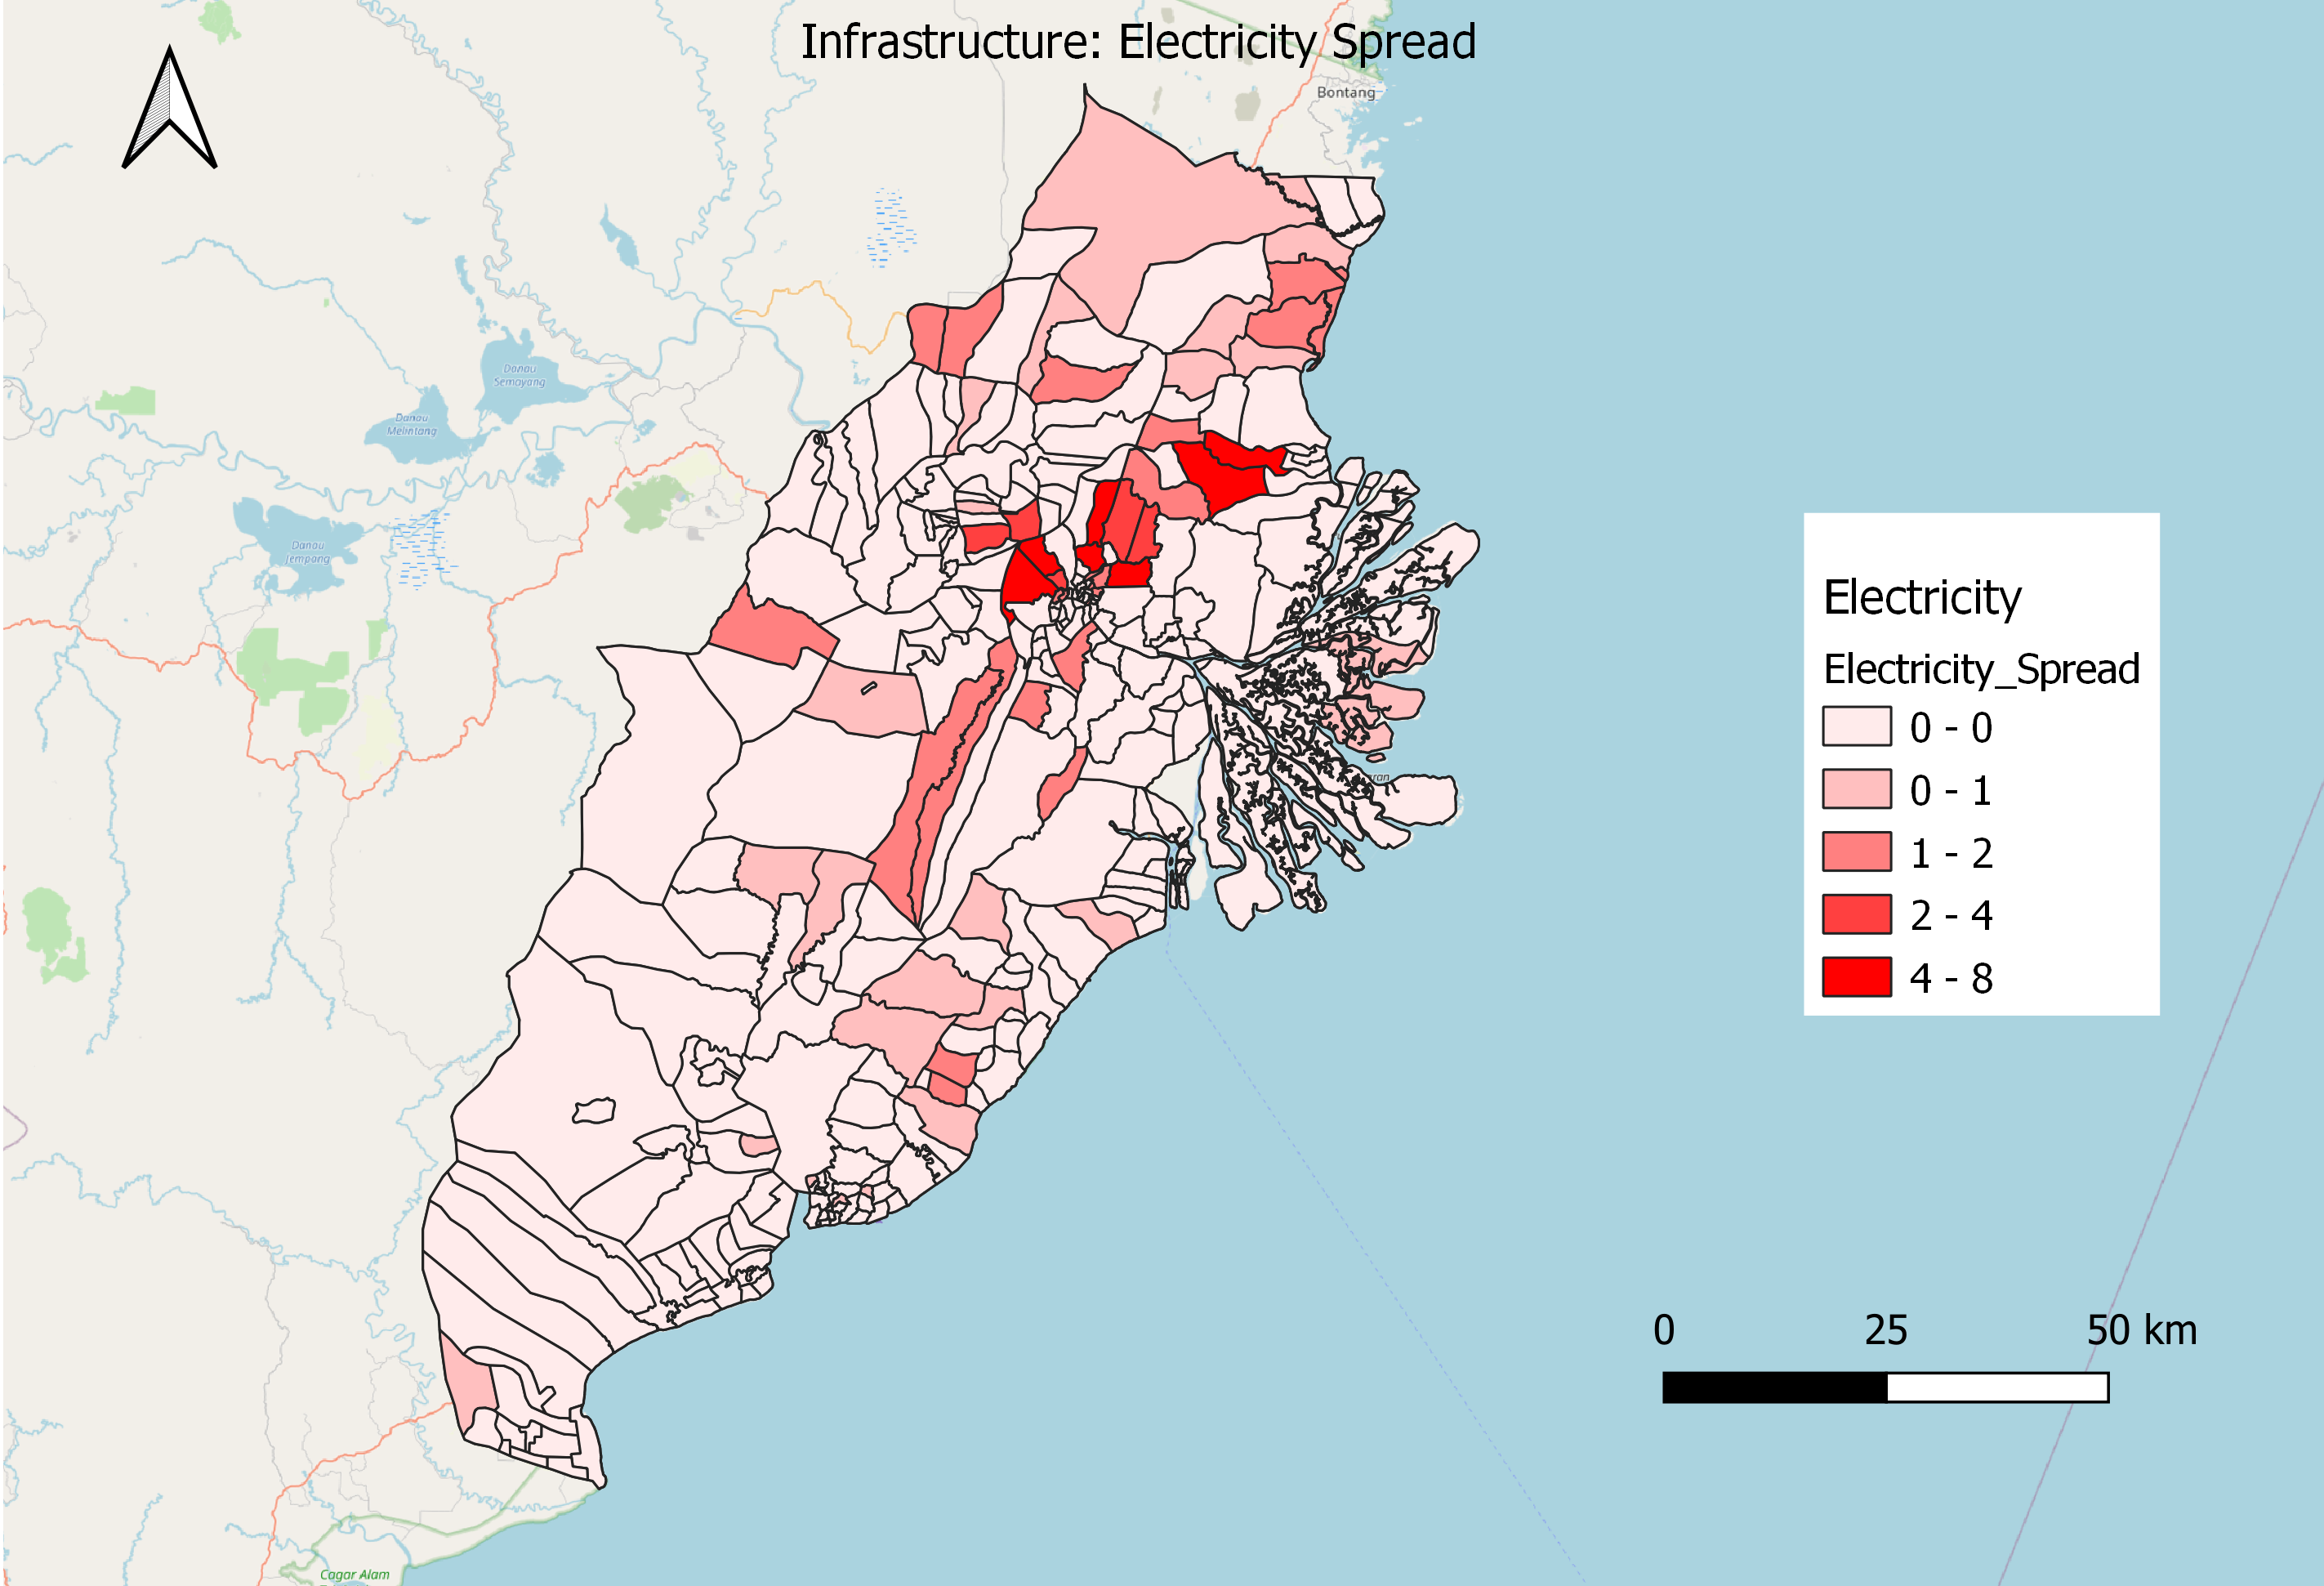 Infrastructure: Electricity Spread
Bontang
Danau
Semayang
Danau
Melintang
Danau
Jempang
Electricity
Electricity_Spread
0 - 0
0 - 1
1 - 2
2 - 4
4 - 8
0 25 50 km
Cagar Alam